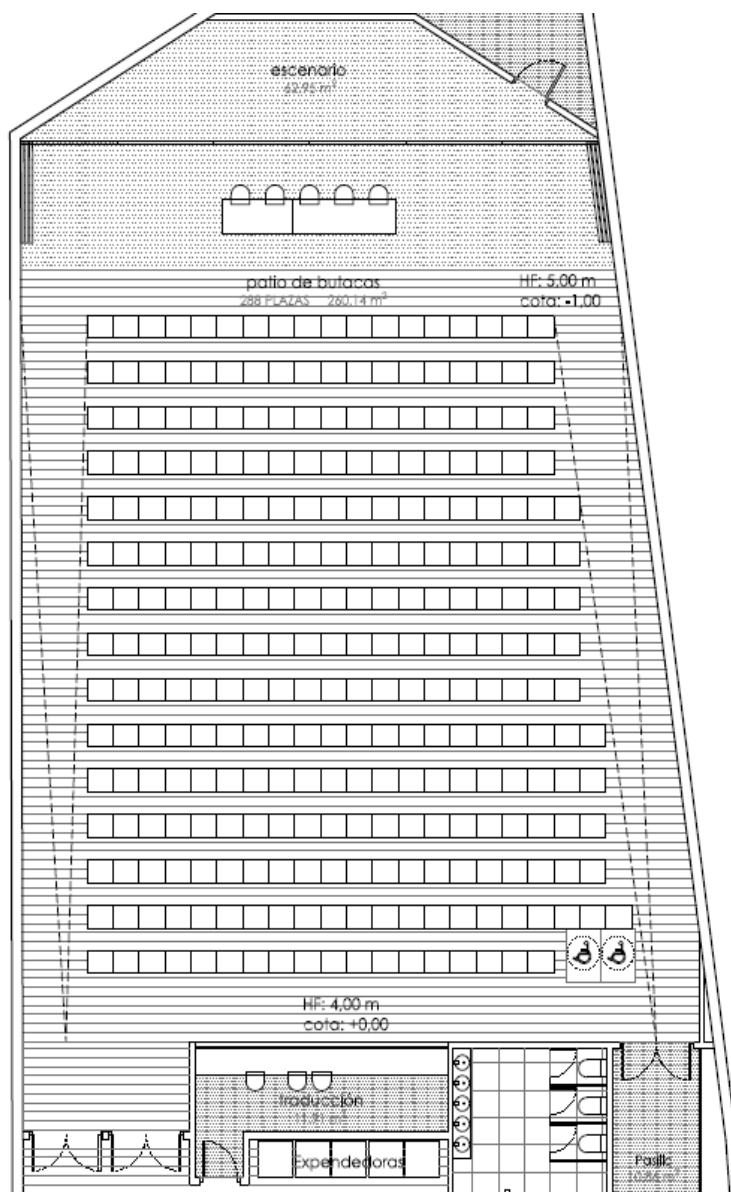 escenario
62.95 m²
patio de butacas
288 PLAZAS 260.14 m²
HF: 5,00 m
cota: -1,00
HF: 4,00 m
cota: +0,00
traducción
Expendedoras
Pasillo